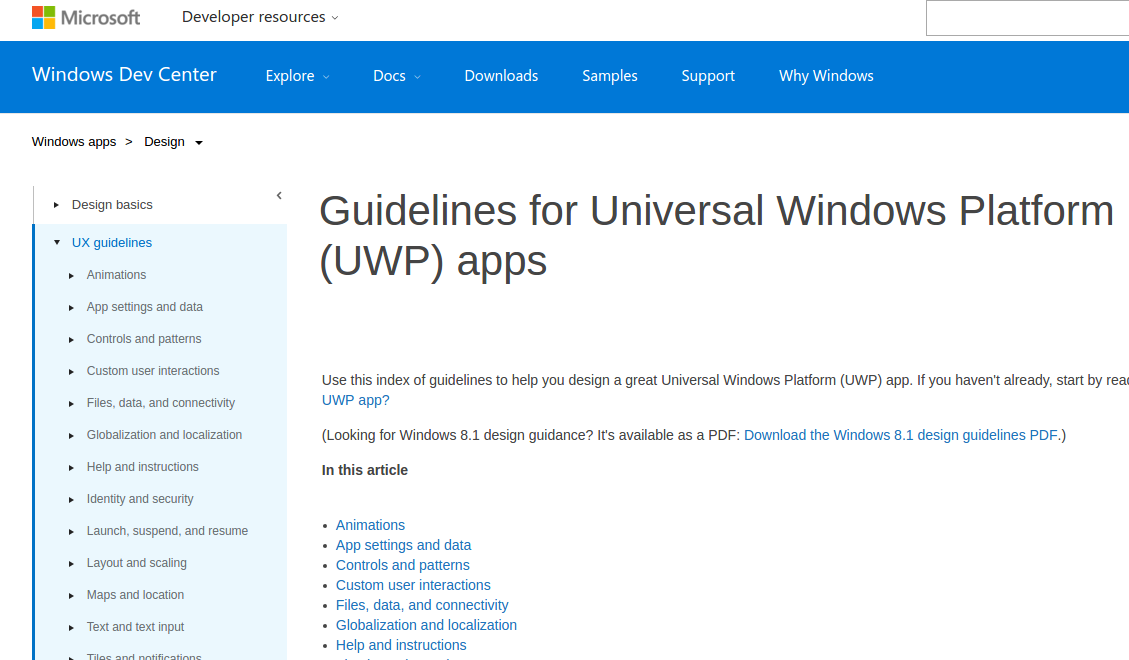 Microsoft
Developer resources
Windows Dev Center
Explore
Docs
Downloads
Samples
Support
Why Windows
Windows apps > Design
Design basics
UX guidelines
Animations
App settings and data
Controls and patterns
Custom user interactions
Files, data, and connectivity
Globalization and localization
Help and instructions
Identity and security
Launch, suspend, and resume
Layout and scaling
Maps and location
Text and text input
Tiles and notifications
Guidelines for Universal Windows Platform
(UWP) apps
Use this index of guidelines to help you design a great Universal Windows Platform (UWP) app. If you haven't already, start by
UWP app?
(Looking for Windows 8.1 design guidance? It's available as a PDF: Download the Windows 8.1 design guidelines PDF.)
In this article
• Animations
• App settings and data
• Controls and patterns
• Custom user interactions
• Files, data, and connectivity
• Globalization and localization
• Help and instructions